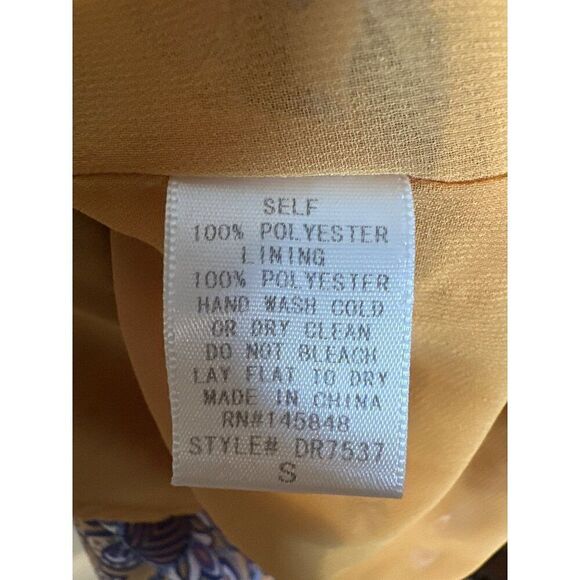 SELF
100% POLYESTER
LINING
100% POLYESTER
HAND WASH COLD
OR DRY CLEAN
DO NOT BLEACH
LAY FLAT TO DRY
MADE IN CHINA
RN#145848
STYLE# DR7537
S